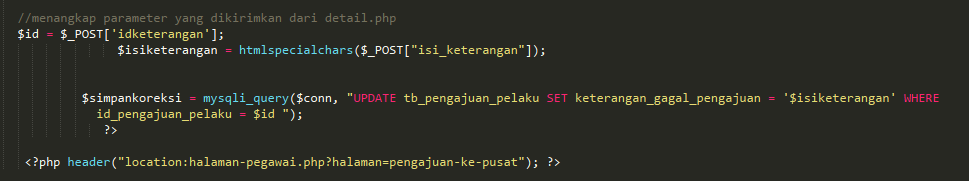 //menangkap parameter yang dikirimkan dari detail.php
$id = $_POST['idketerangan'];
$isiketerangan = htmlspecialchars($_POST["isi_keterangan"]);
$simpankoreksi = mysqli_query($conn, "UPDATE tb_pengajuan_pelaku SET keterangan_gagal_pengajuan = '$isiketerangan' WHERE
id_pengajuan_pelaku = $id ");
?>
<?php header("location:halaman-pegawai.php?halaman=pengajuan-ke-pusat"); ?>